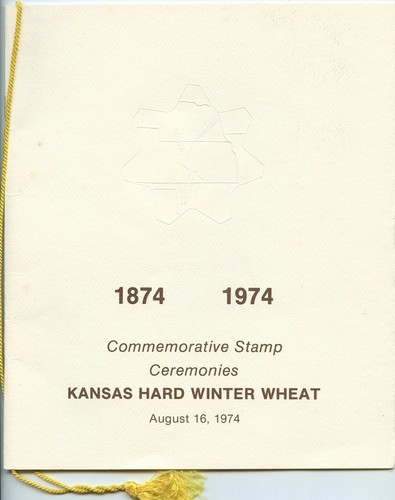 1874 1974
Commemorative Stamp
Ceremonies
KANSAS HARD WINTER WHEAT
August 16, 1974